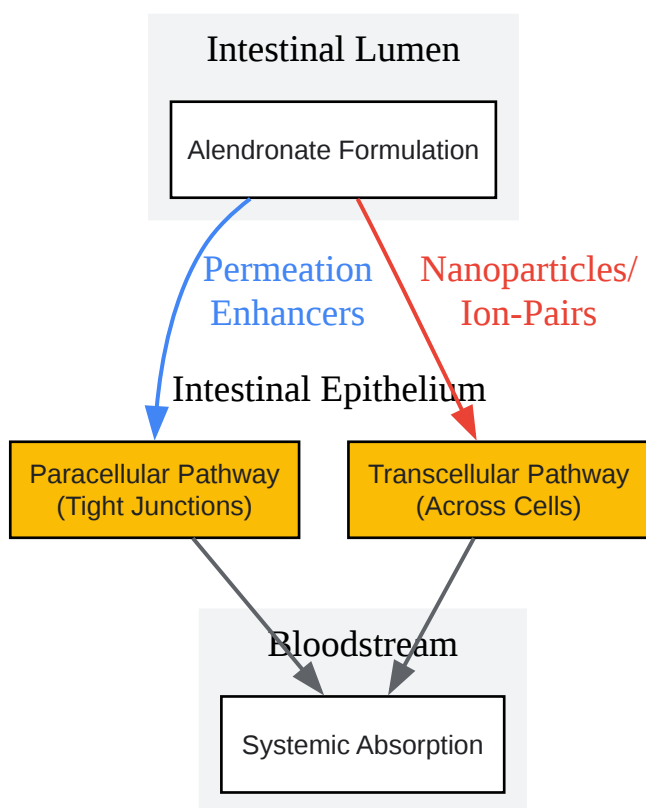 Intestinal Lumen
Alendronate Formulation
Permeation
Enhancers
Nanoparticles/
Ion-Pairs
Intestinal Epithelium
Paracellular Pathway
(Tight Junctions)
Transcellular Pathway
(Across Cells)
Bloodstream
Systemic Absorption